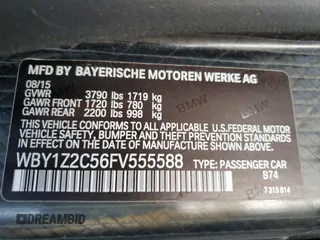 MFD BY BAYERISCHE MOTOREN WERKE AG
08/15
GVWR 3790 lbs 1719 kg
GAWR FRONT 1720 lbs 780 kg
GAWR REAR 2200 lbs 998 kg
THIS VEHICLE CONFORMS TO ALL APPLICABLE
FEDERAL MOTOR VEHICLE
SAFETY, BUMPER AND THEFT
PREVENTION STANDARDS
IN EFFECT ON THE DATE OF
MANUFACTURE SHOWN ABOVE.
WBY1Z2C56FV555588 TYPE: PASSENGER CAR
B74
7 315 814
BMW
DREAMBID